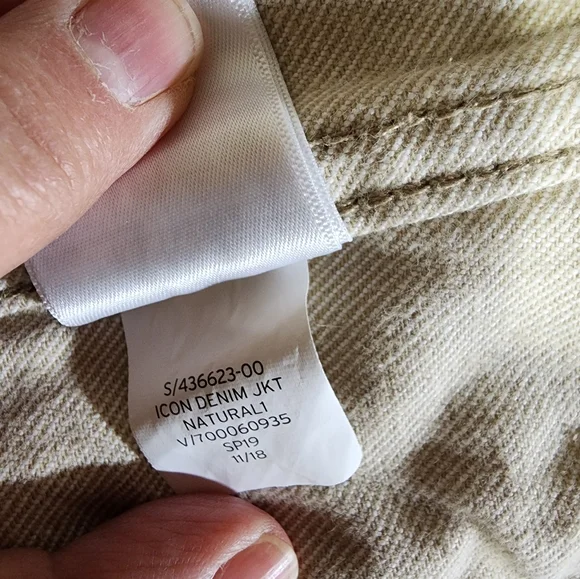 S/436623-00
ICON DENIM JKT
NATURAL1
V/700060935
SP19
11/18